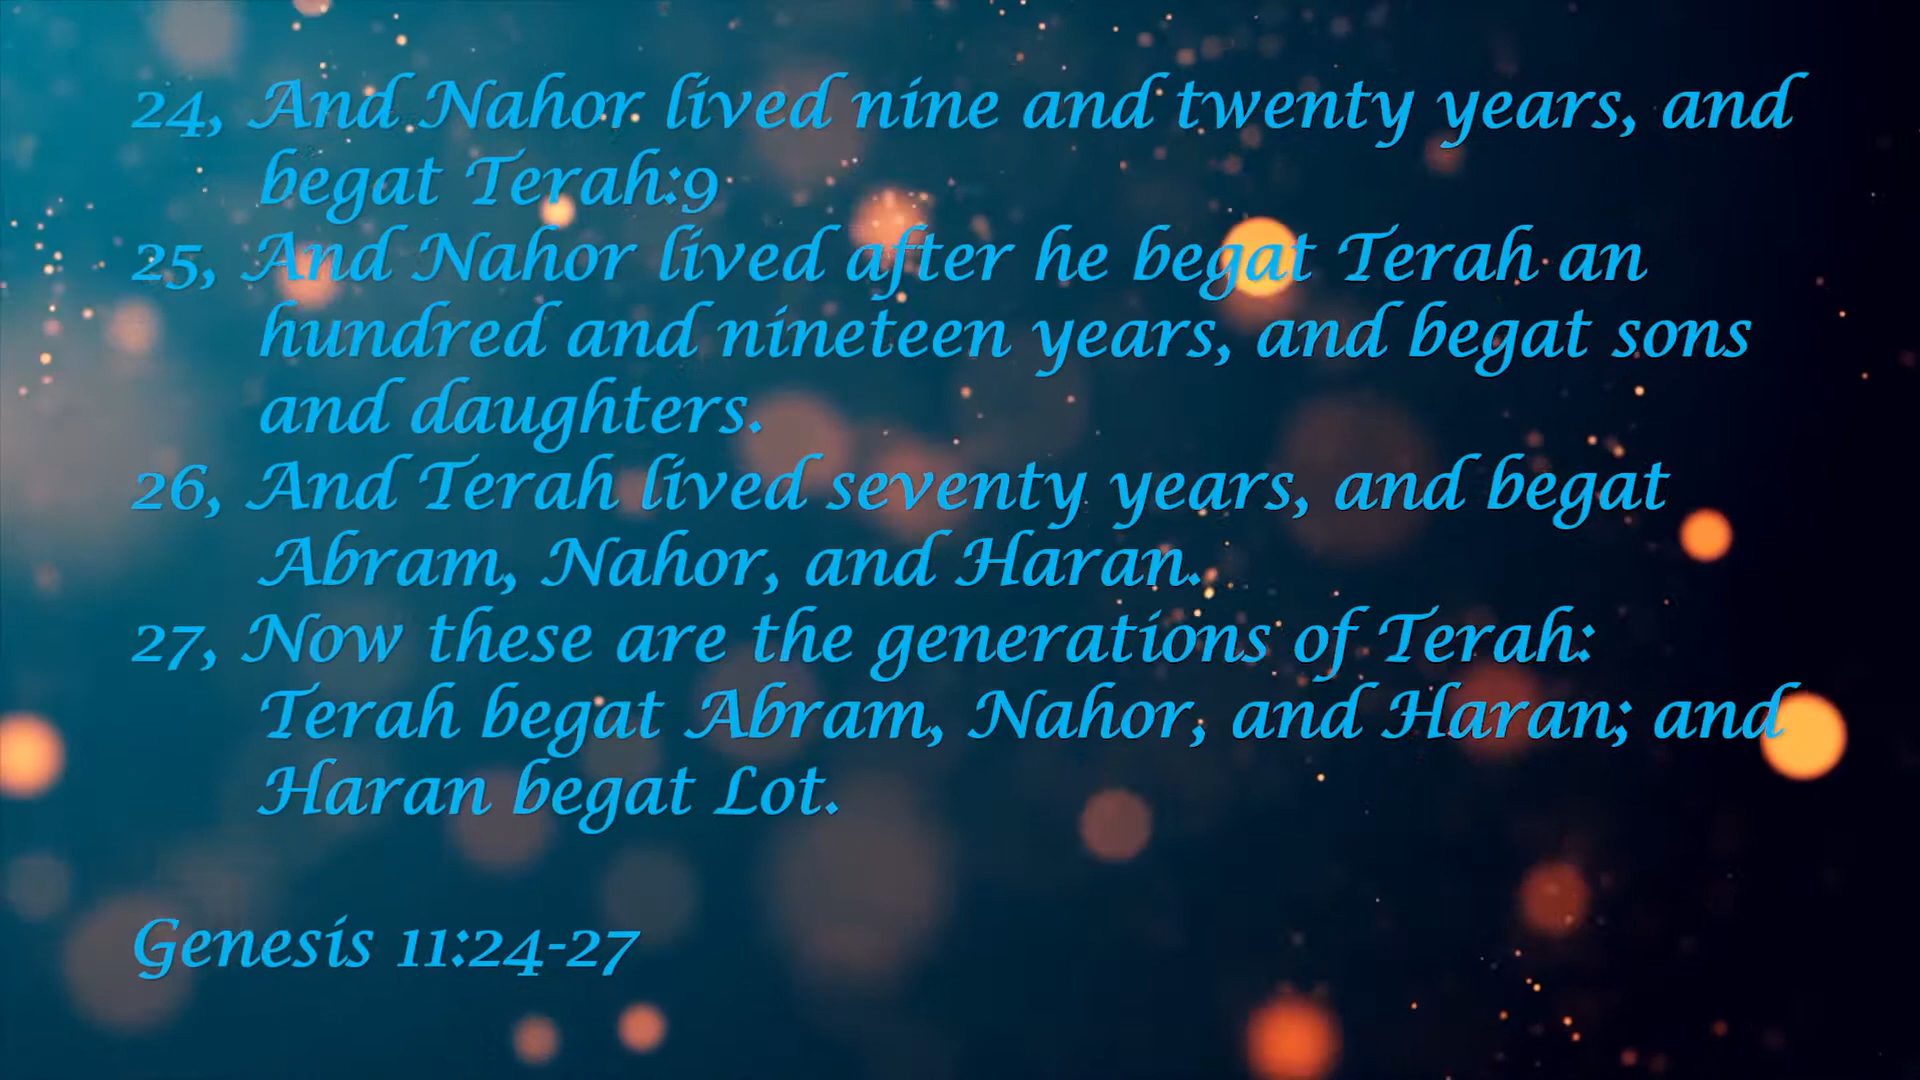 24, And Nahor lived nine and twenty years, and
begat Terah:9
25, And Nahor lived after he begat Terah an
hundred and nineteen years, and begat sons
and daughters.
26, And Terah lived seventy years, and begat
Abram, Nahor, and Haran.
27, Now these are the generations of Terah:
Terah begat Abram, Nahor, and Haran; and
Haran begat Lot.
Genesis 11:24-27